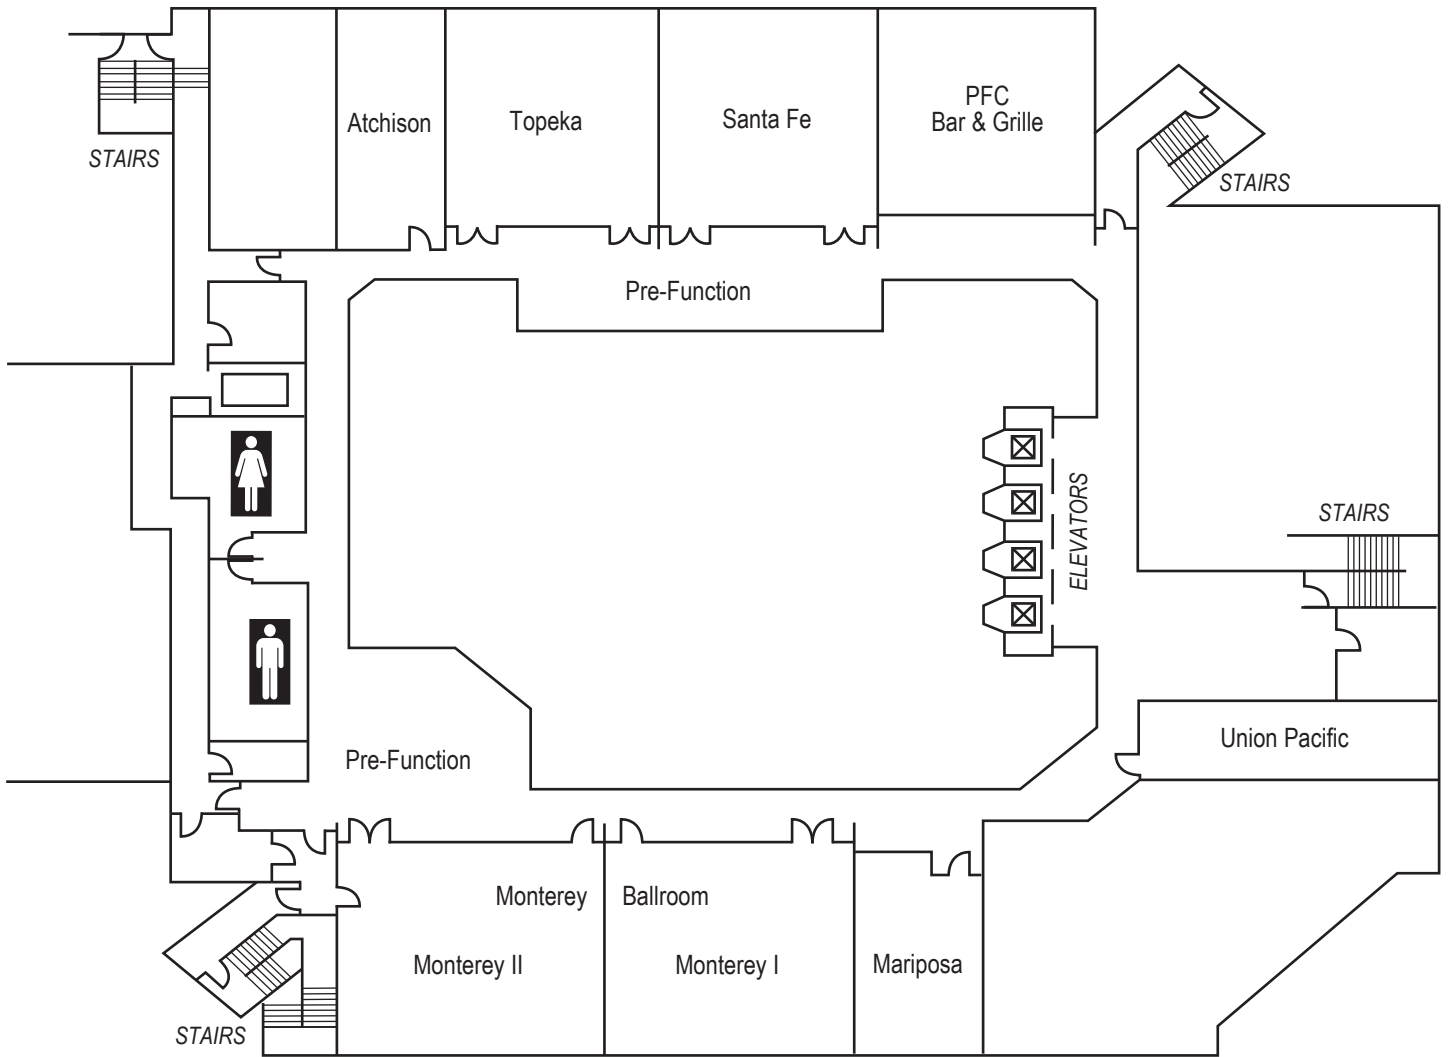 PFC
Bar & Grille
Atchison
Topeka
Santa Fe
STAIRS
STAIRS
Pre-Function
ELEVATORS
STAIRS
Union Pacific
Pre-Function
Monterey
Ballroom
Monterey II
Monterey I
Mariposa
STAIRS